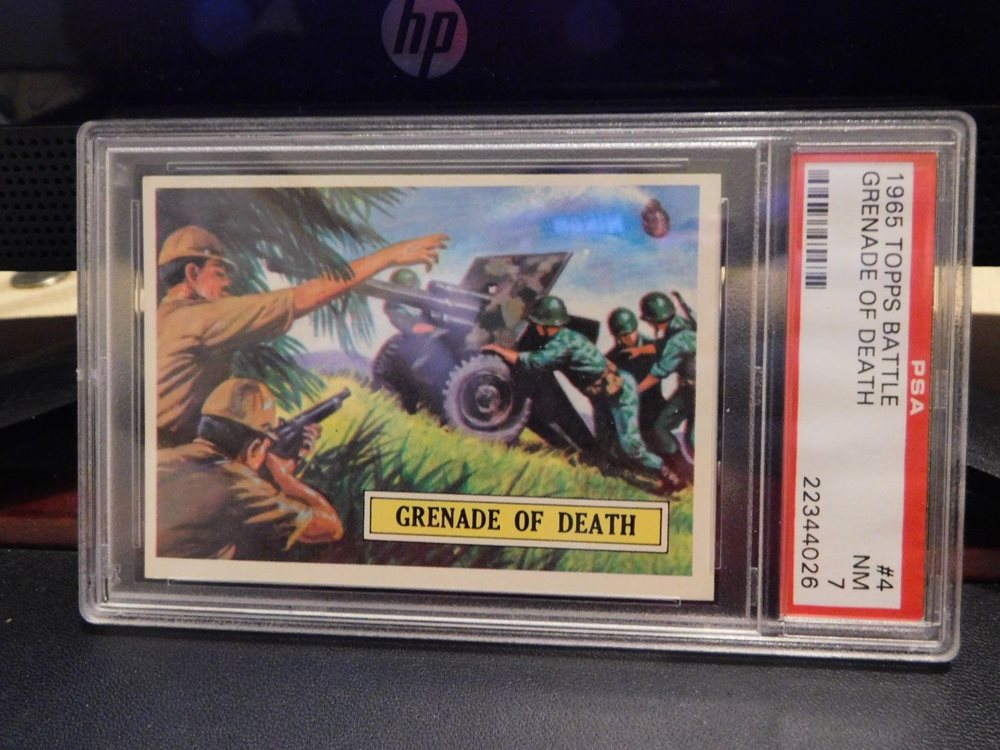 hp
GRENADE OF DEATH
1965 TOPPS BATTLE #4
GRENADE OF DEATH NM 7
PSA 22344026